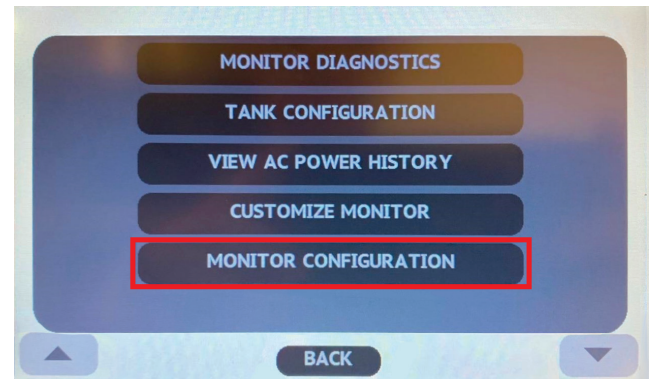 MONITOR DIAGNOSTICS
TANK CONFIGURATION
VIEW AC POWER HISTORY
CUSTOMIZE MONITOR
MONITOR CONFIGURATION
BACK